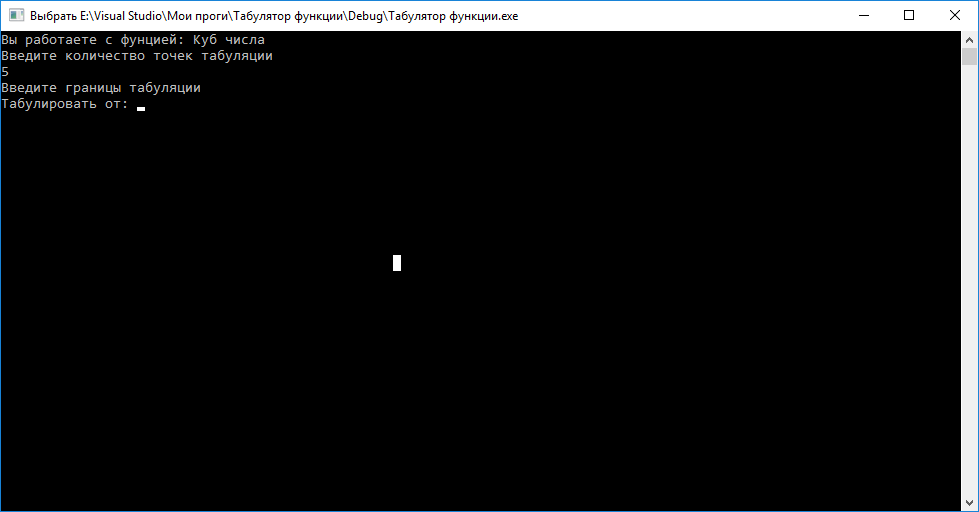 Выбрать E:\Visual Studio\Мои проги\Табулятор функции\Debug\Табулятор функции.exe
Вы работаете с фунцией: Куб числа
Введите количество точек табуляции
5
Введите границы табуляции
Табулировать от: